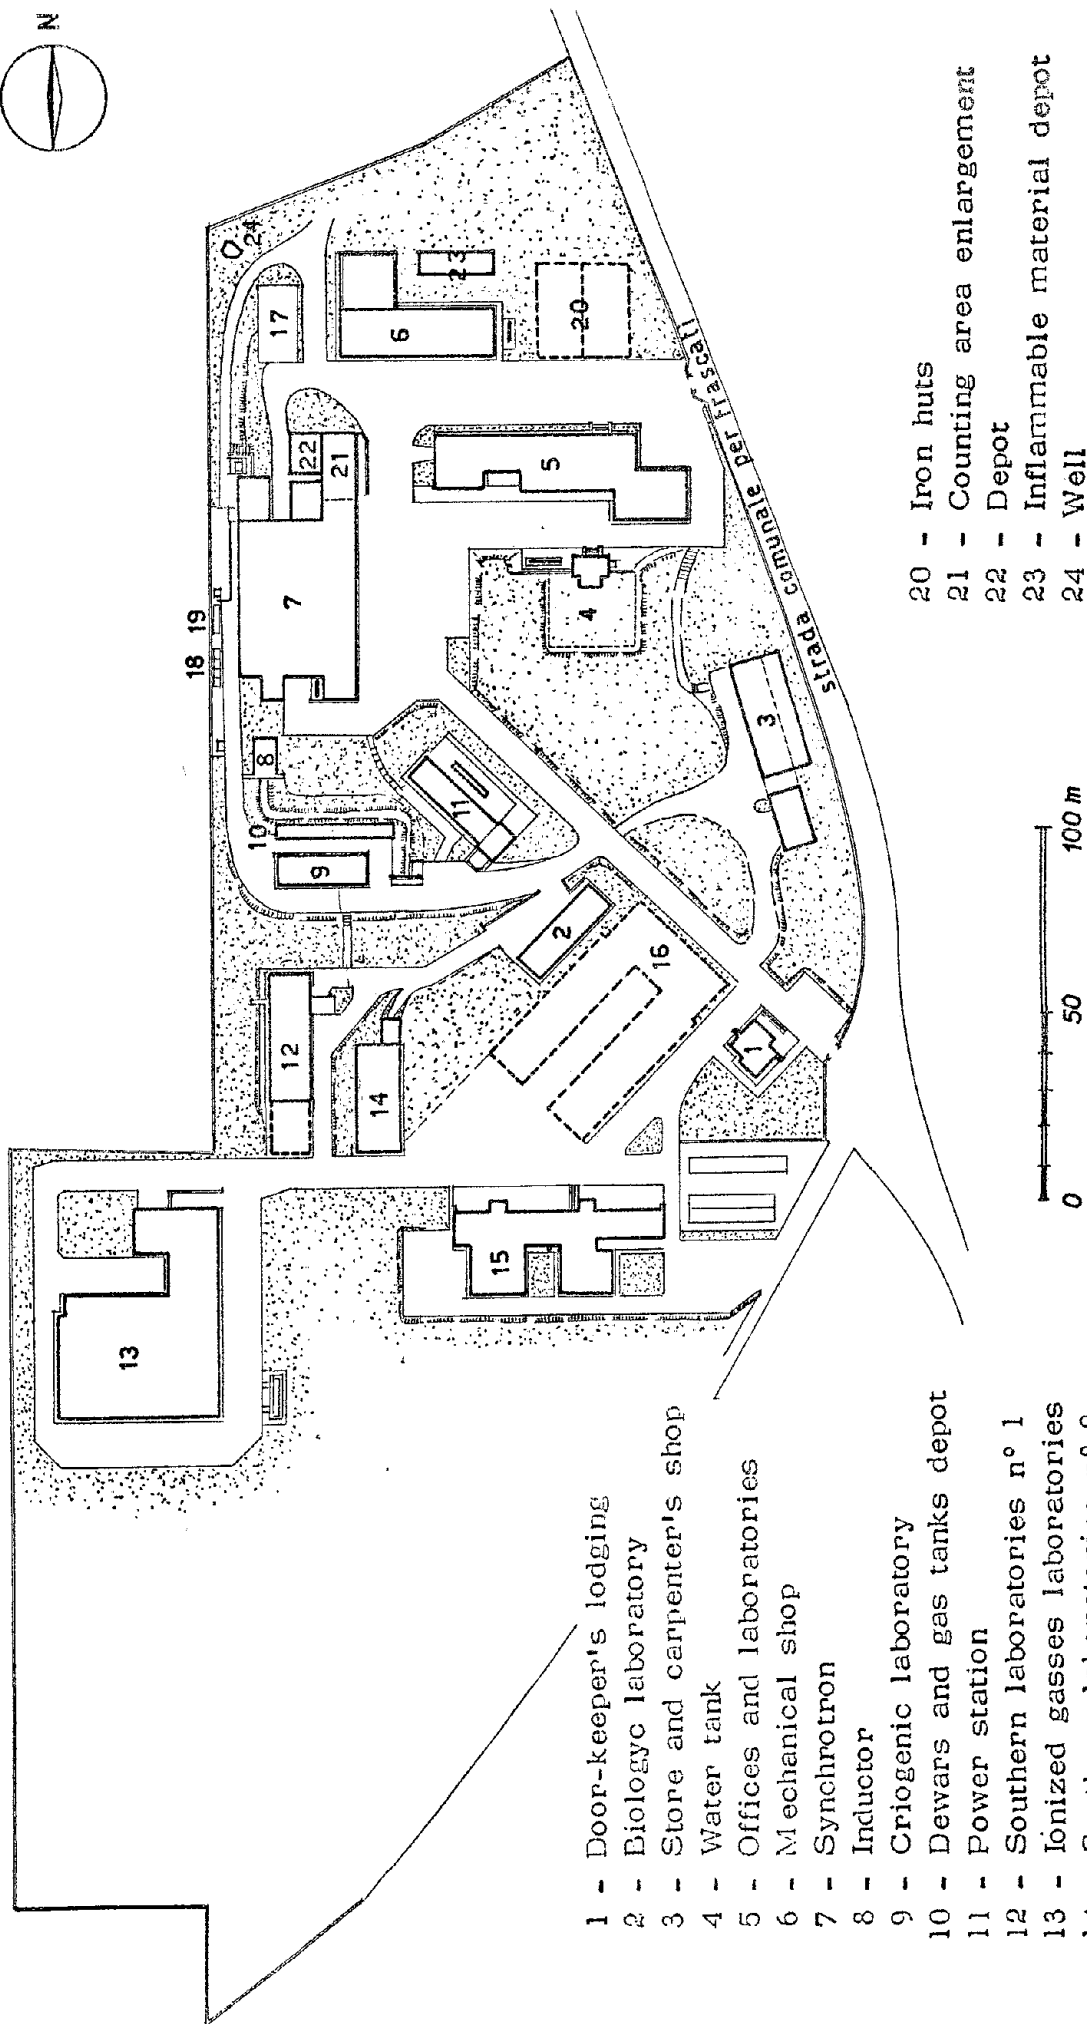 N
13
12
14
15
10
9
8
18
19
7
22
21
17
24
6
23
20
5
4
11
2
16
1
3
strada comunale per Frascati
0 50 100 m
1 - Door-keeper's lodging
2 - Biologyc laboratory
3 - Store and carpenter's shop
4 - Water tank
5 - Offices and laboratories
6 - Mechanical shop
7 - Synchrotron
8 - Inductor
9 - Criogenic laboratory
10 - Dewars and gas tanks depot
11 - Power station
12 - Southern laboratories n° 1
13 - Ionized gasses laboratories
20 - Iron huts
21 - Counting area enlargement
22 - Depot
23 - Inflammable material depot
24 - Well